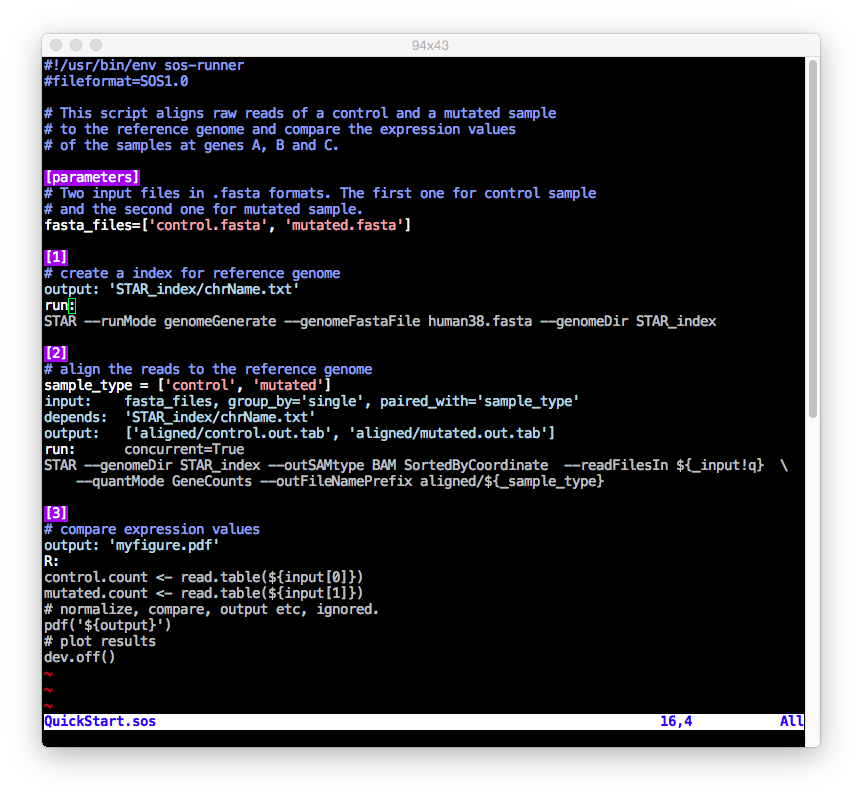 94x43
#!/usr/bin/env sos-runner
#fileformat=SOS1.0

# This script aligns raw reads of a control and a mutated sample
# to the reference genome and compare the expression values
# of the samples at genes A, B and C.

[parameters]
# Two input files in .fasta formats. The first one for control sample
# and the second one for mutated sample.
fasta_files=['control.fasta', 'mutated.fasta']

[1]
# create a index for reference genome
output: 'STAR_index/chrName.txt'
run:
STAR --runMode genomeGenerate --genomeFastaFile human38.fasta --genomeDir STAR_index

[2]
# align the reads to the reference genome
sample_type = ['control', 'mutated']
input:    fasta_files, group_by='single', paired_with='sample_type'
depends:  'STAR_index/chrName.txt'
output:   ['aligned/control.out.tab', 'aligned/mutated.out.tab']
run:      concurrent=True
STAR --genomeDir STAR_index --outSAMtype BAM SortedByCoordinate  --readFilesIn ${_input!q}  \
    --quantMode GeneCounts --outFileNamePrefix aligned/${_sample_type}

[3]
# compare expression values
output: 'myfigure.pdf'
R:
control.count <- read.table(${input[0]})
mutated.count <- read.table(${input[1]})
# normalize, compare, output etc, ignored.
pdf('${output}')
# plot results
dev.off()
~
~
~
QuickStart.sos 16,4 All